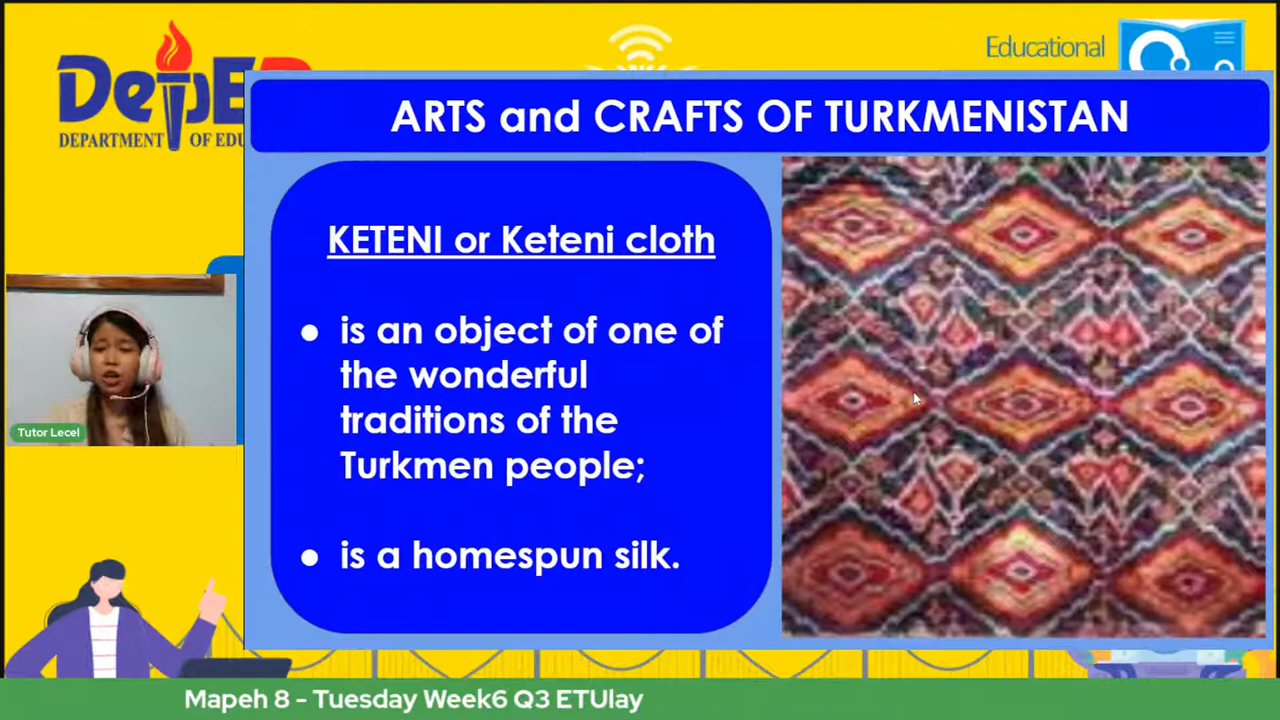 DepED
DEPARTMENT OF EDU
Educational
ARTS and CRAFTS OF TURKMENISTAN
KETENI or Keteni cloth
● is an object of one of
the wonderful
traditions of the
Turkmen people;
● is a homespun silk.
Tutor Lecel
Mapeh 8 - Tuesday Week6 Q3 ETUlay